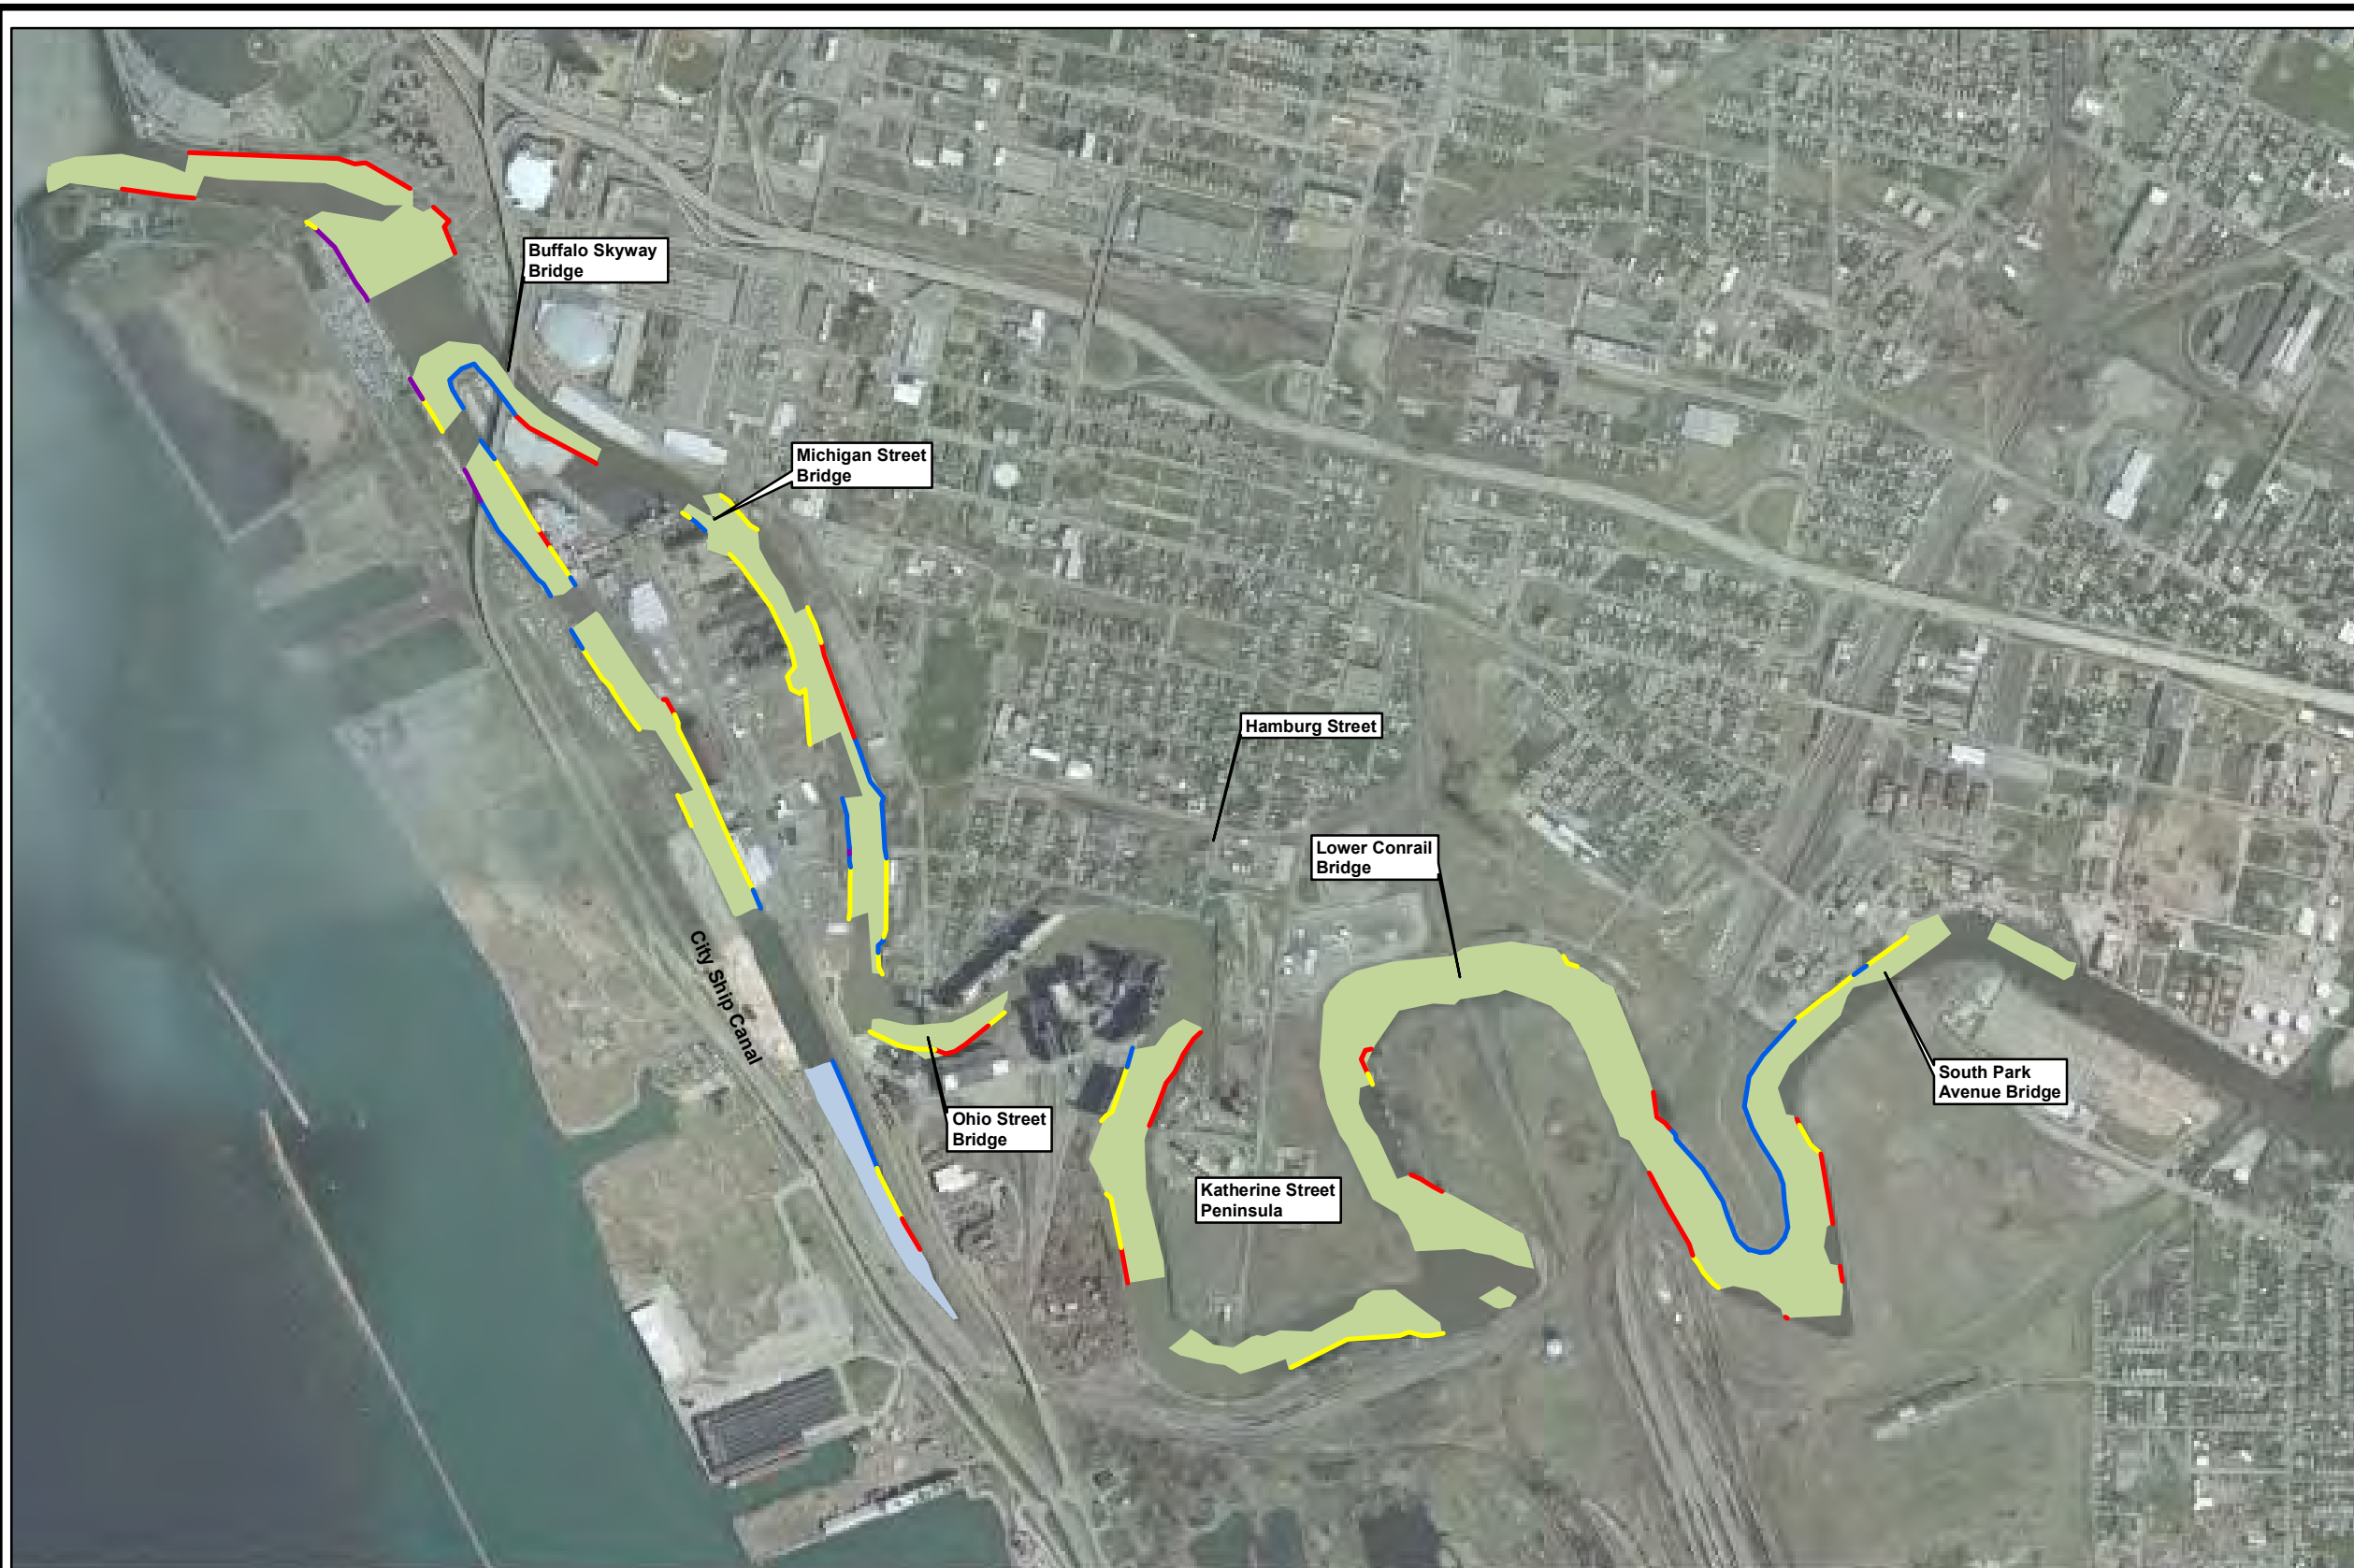 Buffalo Skyway
Bridge
Michigan Street
Bridge
Hamburg Street
Lower Conrail
Bridge
City Ship Canal
South Park
Avenue Bridge
Ohio Street
Bridge
Katherine Street
Peninsula